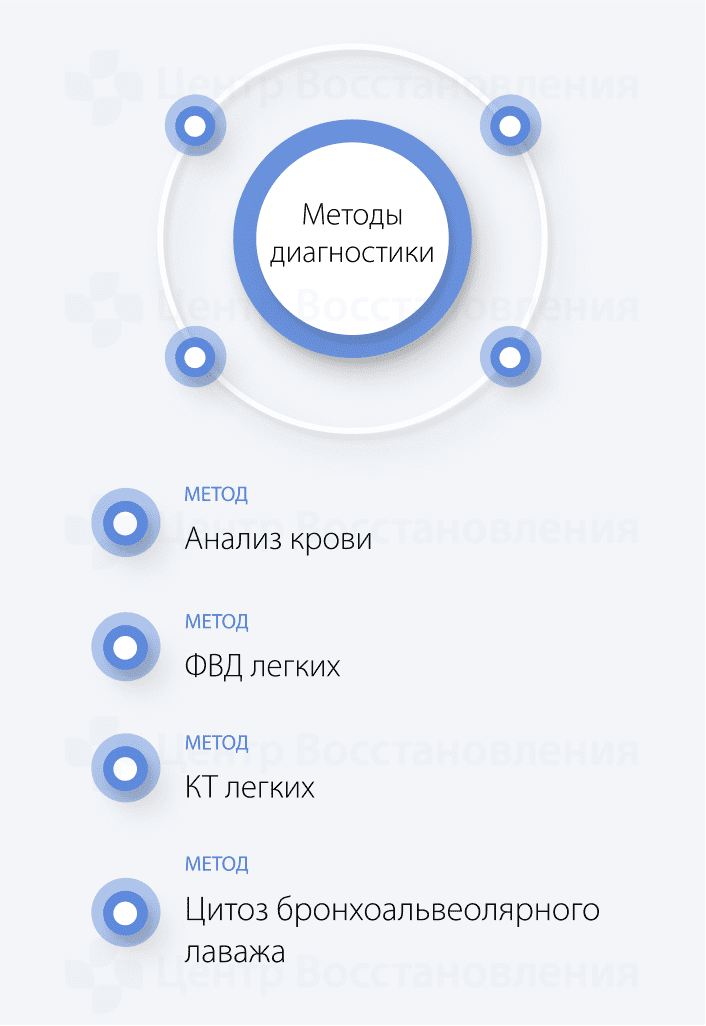 Центр Восстановления
Методы
диагностики
Центр Восстановления
МЕТОД
Анализ крови
Центр Восстановления
МЕТОД
ФВД легких
МЕТОД
КТ легких
Центр Восстановления
МЕТОД
Цитоз бронхоальвеолярного
лаважа
Центр Восстановления